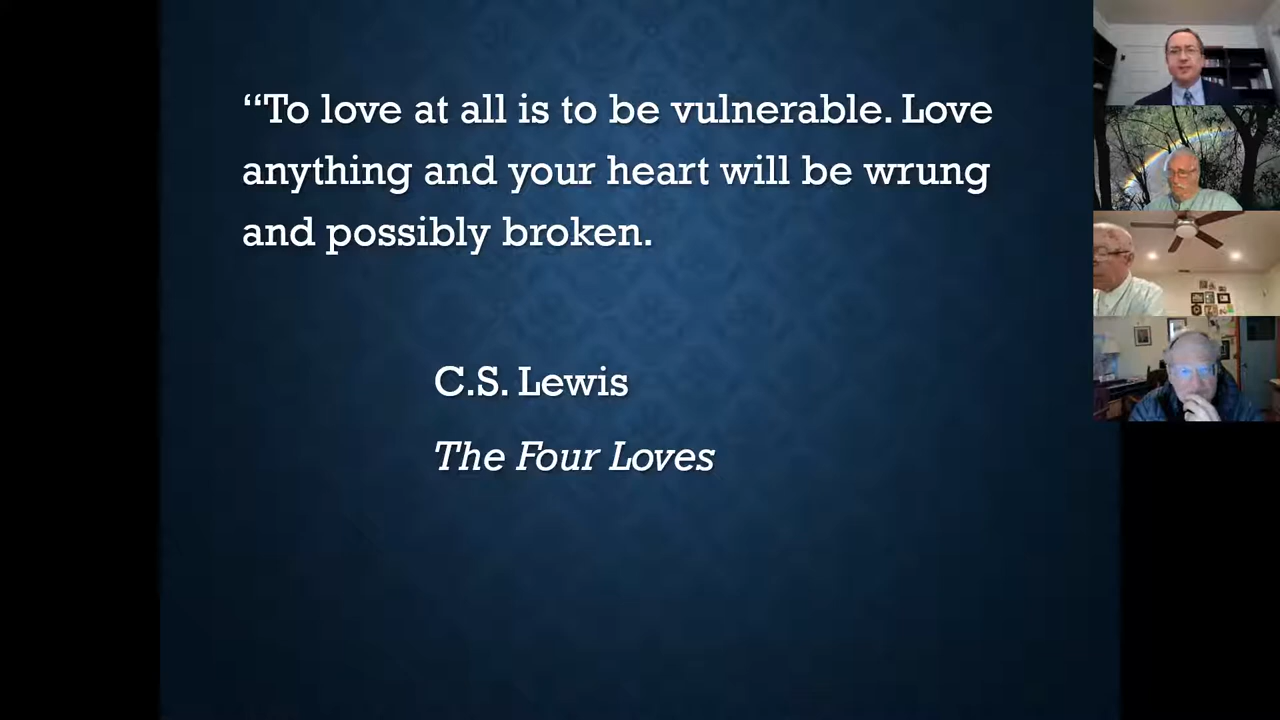 “To love at all is to be vulnerable. Love
anything and your heart will be wrung
and possibly broken.
C.S. Lewis
The Four Loves